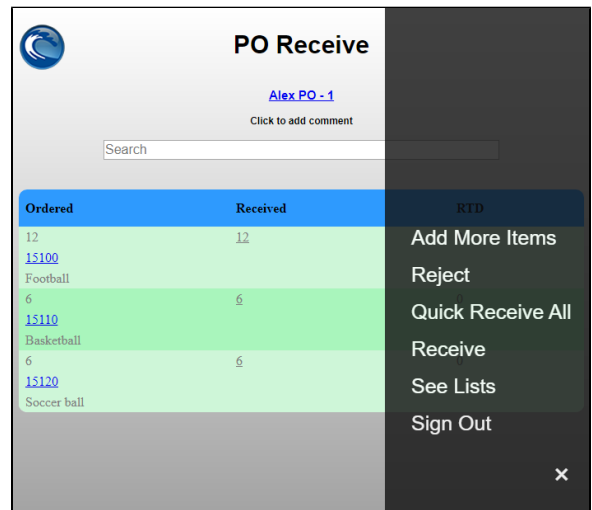 PO Receive
Alex PO - 1
Click to add comment
Search
Ordered Received RTD
12 12
15100
Football
6 6
15110
Basketball
6 6
15120
Soccer ball
Add More Items
Reject
Quick Receive All
Receive
See Lists
Sign Out
×